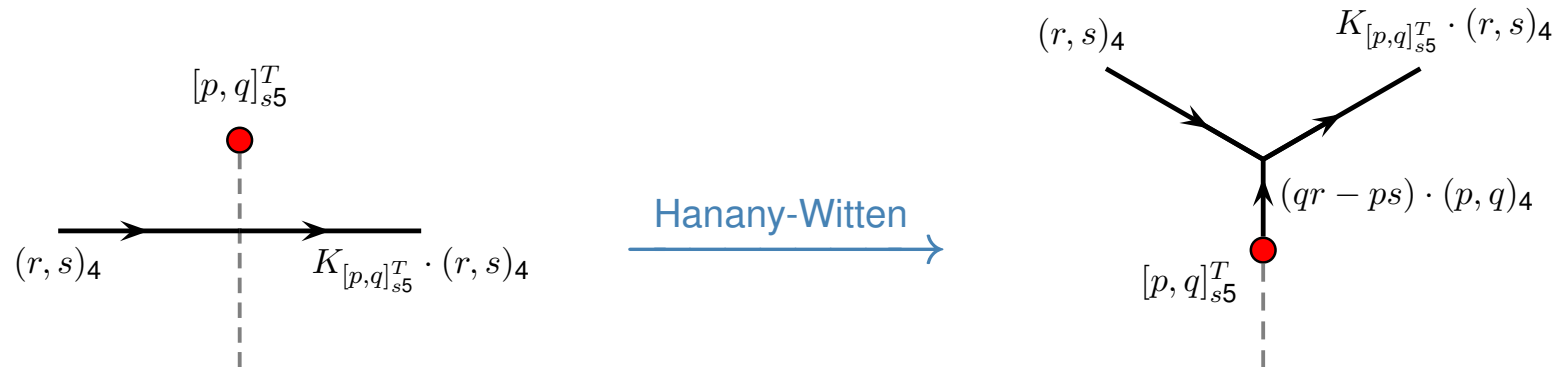 $[p,q]^T_{s5}$
$(r,s)_4$
$K_{[p,q]^T_{s5}} \cdot (r,s)_4$
Hanany-Witten
$(r,s)_4$
$K_{[p,q]^T_{s5}} \cdot (r,s)_4$
$(qr - ps) \cdot (p,q)_4$
$[p,q]^T_{s5}$